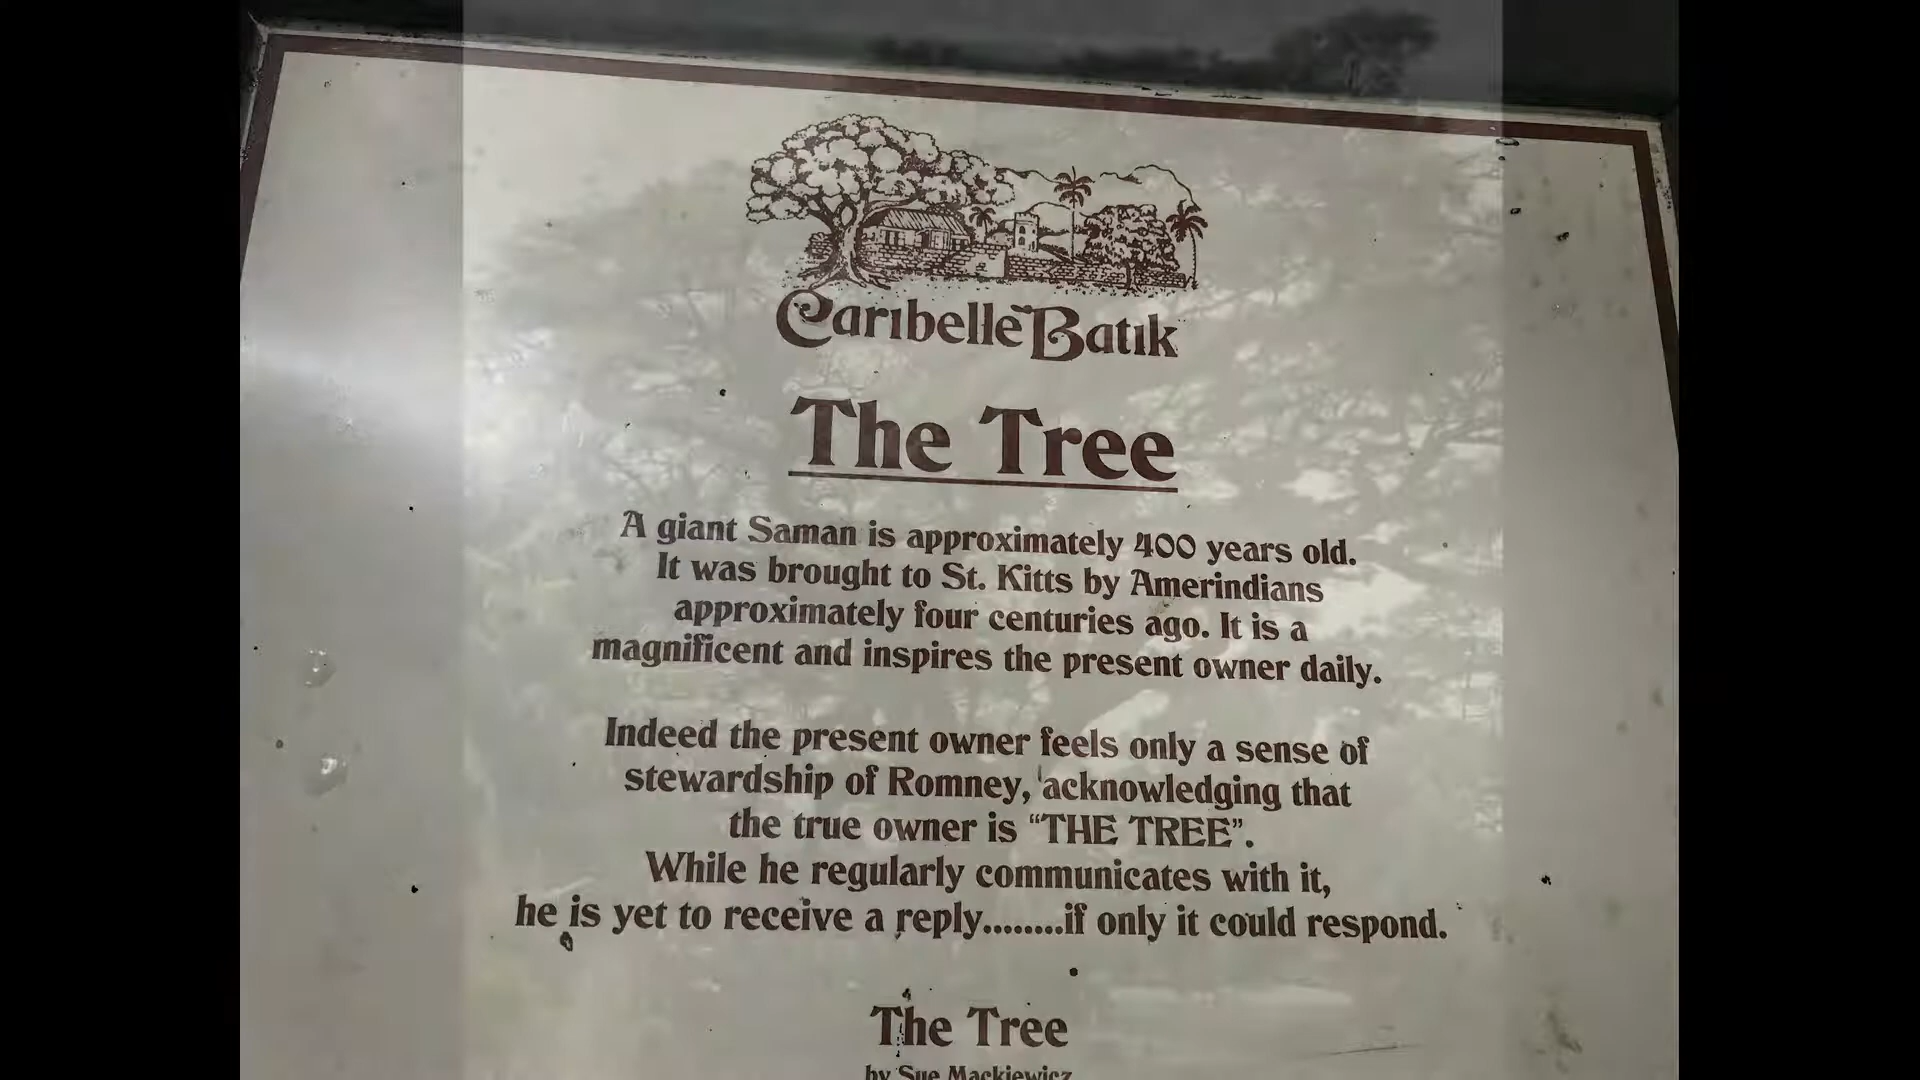 Caribelle Batik
The Tree
A giant Saman is approximately 400 years old.
It was brought to St. Kitts by Amerindians
approximately four centuries ago. It is a
magnificent and inspires the present owner daily.
Indeed the present owner feels only a sense of
stewardship of Romney, acknowledging that
the true owner is “THE TREE”.
While he regularly communicates with it,
he is yet to receive a reply........if only it could respond.
The Tree
by Sue Mackiewicz